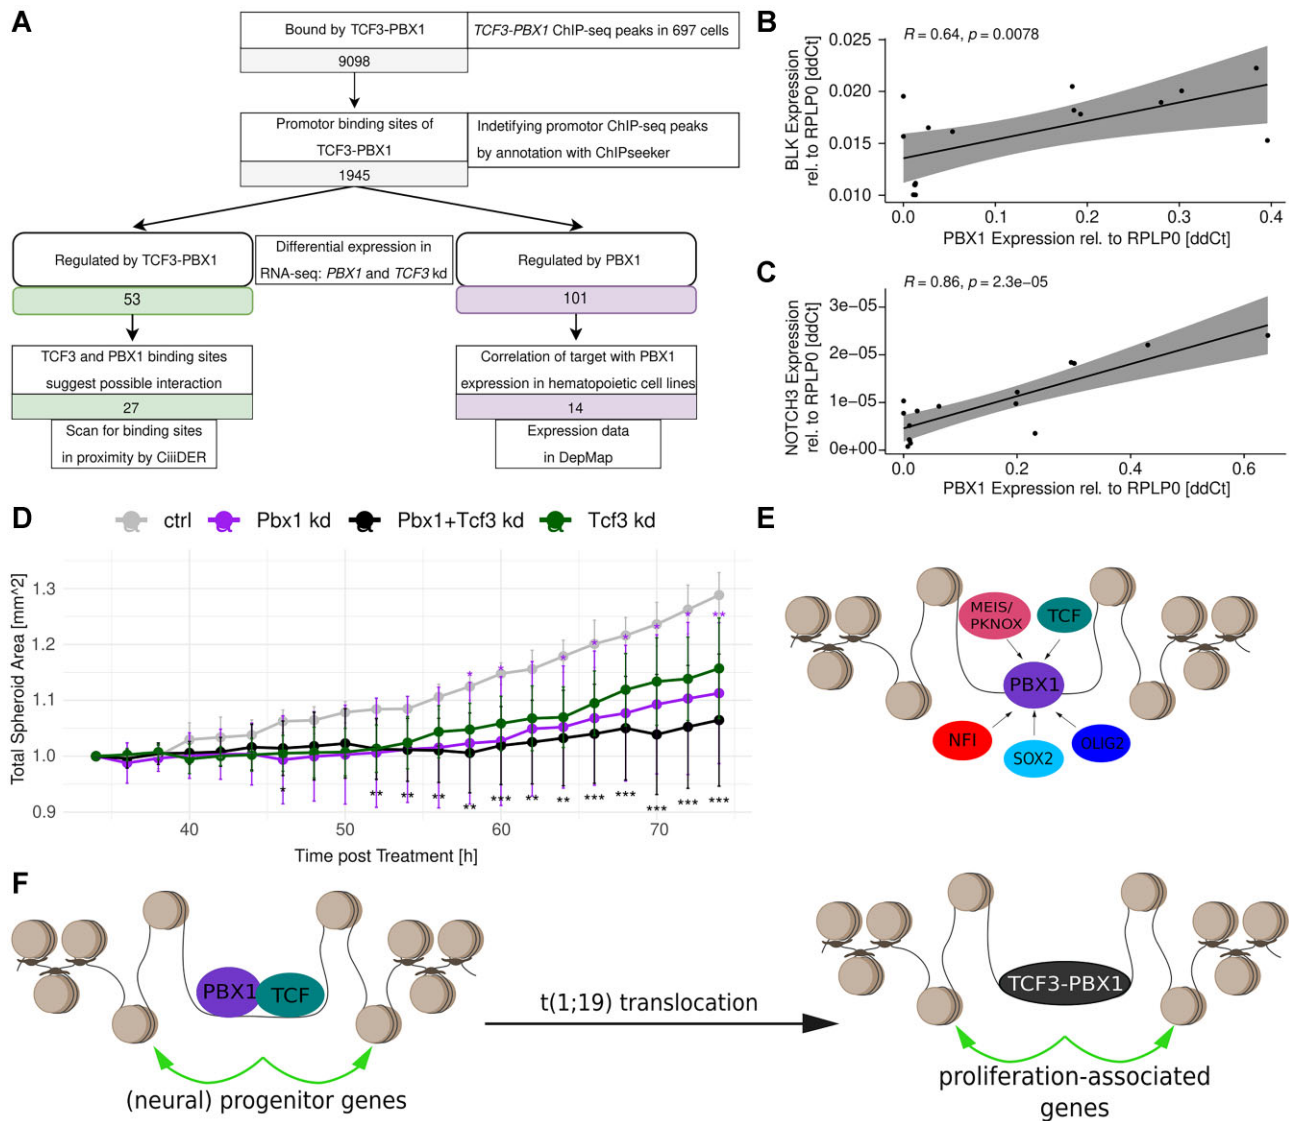 A
Bound by TCF3-PBX1
TCF3-PBX1 ChIP-seq peaks in 697 cells
9098
Promotor binding sites of
TCF3-PBX1
Indetifying promotor ChIP-seq peaks
by annotation with ChIPseeker
1945
Regulated by TCF3-PBX1
Differential expression in
RNA-seq: PBX1 and TCF3 kd
Regulated by PBX1
53
101
TCF3 and PBX1 binding sites
suggest possible interaction
Correlation of target with PBX1
expression in hematopoietic cell lines
27
14
Scan for binding sites
in proximity by CiiiDER
Expression data
in DepMap
B
R = 0.64, p = 0.0078
BLK Expression
rel. to RPLP0 [ddCt]
0.025
0.020
0.015
0.010
0.0 0.1 0.2 0.3 0.4
PBX1 Expression rel. to RPLP0 [ddCt]
C
R = 0.86, p = 2.3e-05
NOTCH3 Expression
rel. to RPLP0 [ddCt]
3e-05
2e-05
1e-05
0e+00
0.0 0.2 0.4 0.6
PBX1 Expression rel. to RPLP0 [ddCt]
D
ctrl Pbx1 kd Pbx1+Tcf3 kd Tcf3 kd
Total Spheroid Area [mm^2]
1.3
1.2
1.1
1.0
0.9
* * * * * * * * **
* ** ** ** ** *** ** ** *** *** *** *** ***
40 50 60 70
Time post Treatment [h]
E
MEIS/
PKNOX
TCF
PBX1
NFI
SOX2
OLIG2
F
PBX1
TCF
(neural) progenitor genes
t(1;19) translocation
TCF3-PBX1
proliferation-associated
genes